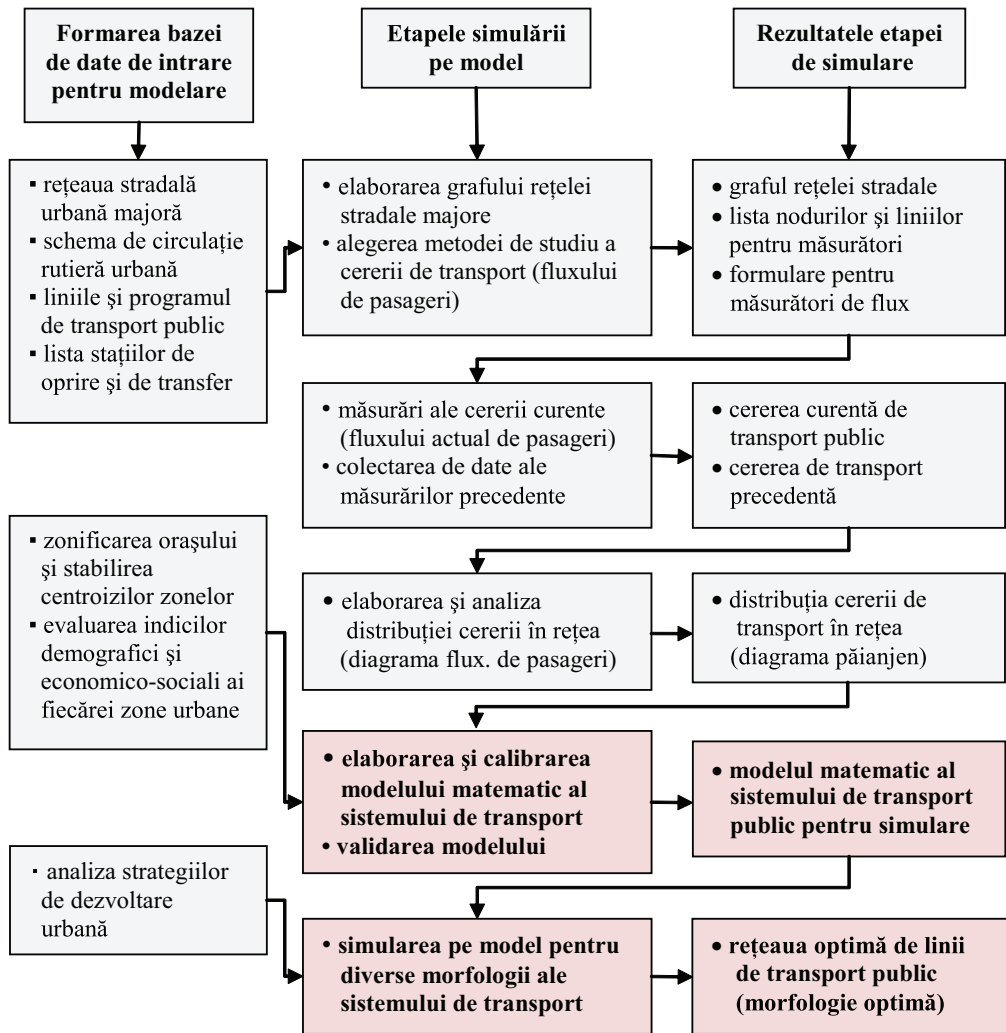 Formarea bazei
de date de intrare
pentru modelare
Etapele simulării
pe model
Rezultatele etapei
de simulare
▪ rețeaua stradală
urbană majoră
▪ schema de circulație
rutieră urbană
▪ liniile şi programul
de transport public
▪ lista stațiilor de
oprire şi de transfer
• elaborarea grafului rețelei
stradale majore
• alegerea metodei de studiu a
cererii de transport (fluxului
de pasageri)
• graful rețelei stradale
• lista nodurilor şi liniilor
pentru măsurători
• formulare pentru
măsurători de flux
• măsurări ale cererii curente
(fluxului actual de pasageri)
• colectarea de date ale
măsurărilor precedente
• cererea curentă de
transport public
• cererea de transport
precedentă
▪ zonificarea oraşului
şi stabilirea
centroizilor zonelor
▪ evaluarea indicilor
demografici şi
economico-sociali ai
fiecărei zone urbane
• elaborarea şi analiza
distribuției cererii în rețea
(diagrama flux. de pasageri)
• distribuția cererii de
transport în rețea
(diagrama păianjen)
• elaborarea şi calibrarea
modelului matematic al
sistemului de transport
• validarea modelului
• modelul matematic al
sistemului de transport
public pentru simulare
▪ analiza strategiilor
de dezvoltare
urbană
• simularea pe model pentru
diverse morfologii ale
sistemului de transport
• rețeaua optimă de linii
de transport public
(morfologie optimă)